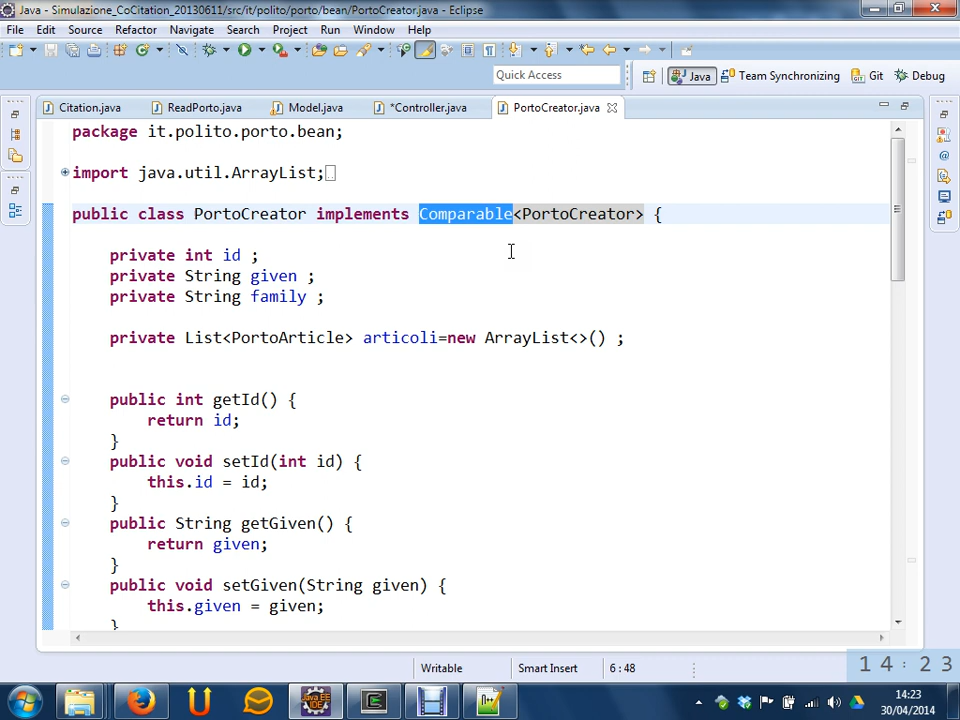 Java - Simulazione_CoCitation_20130611/src/it/polito/porto/bean/PortoCreator.java - Eclipse
File Edit Source Refactor Navigate Search Project Run Window Help
Quick Access
Java Team Synchronizing Git Debug
Citation.java ReadPorto.java Model.java *Controller.java PortoCreator.java
package it.polito.porto.bean;
import java.util.ArrayList;
public class PortoCreator implements Comparable<PortoCreator> {
private int id ;
private String given ;
private String family ;
private List<PortoArticle> articoli=new ArrayList<>() ;
public int getId() {
return id;
}
public void setId(int id) {
this.id = id;
}
public String getGiven() {
return given;
}
public void setGiven(String given) {
this.given = given;
}
Writable Smart Insert 6 : 48
14:23
Java EE
IDE
14:23
30/04/2014